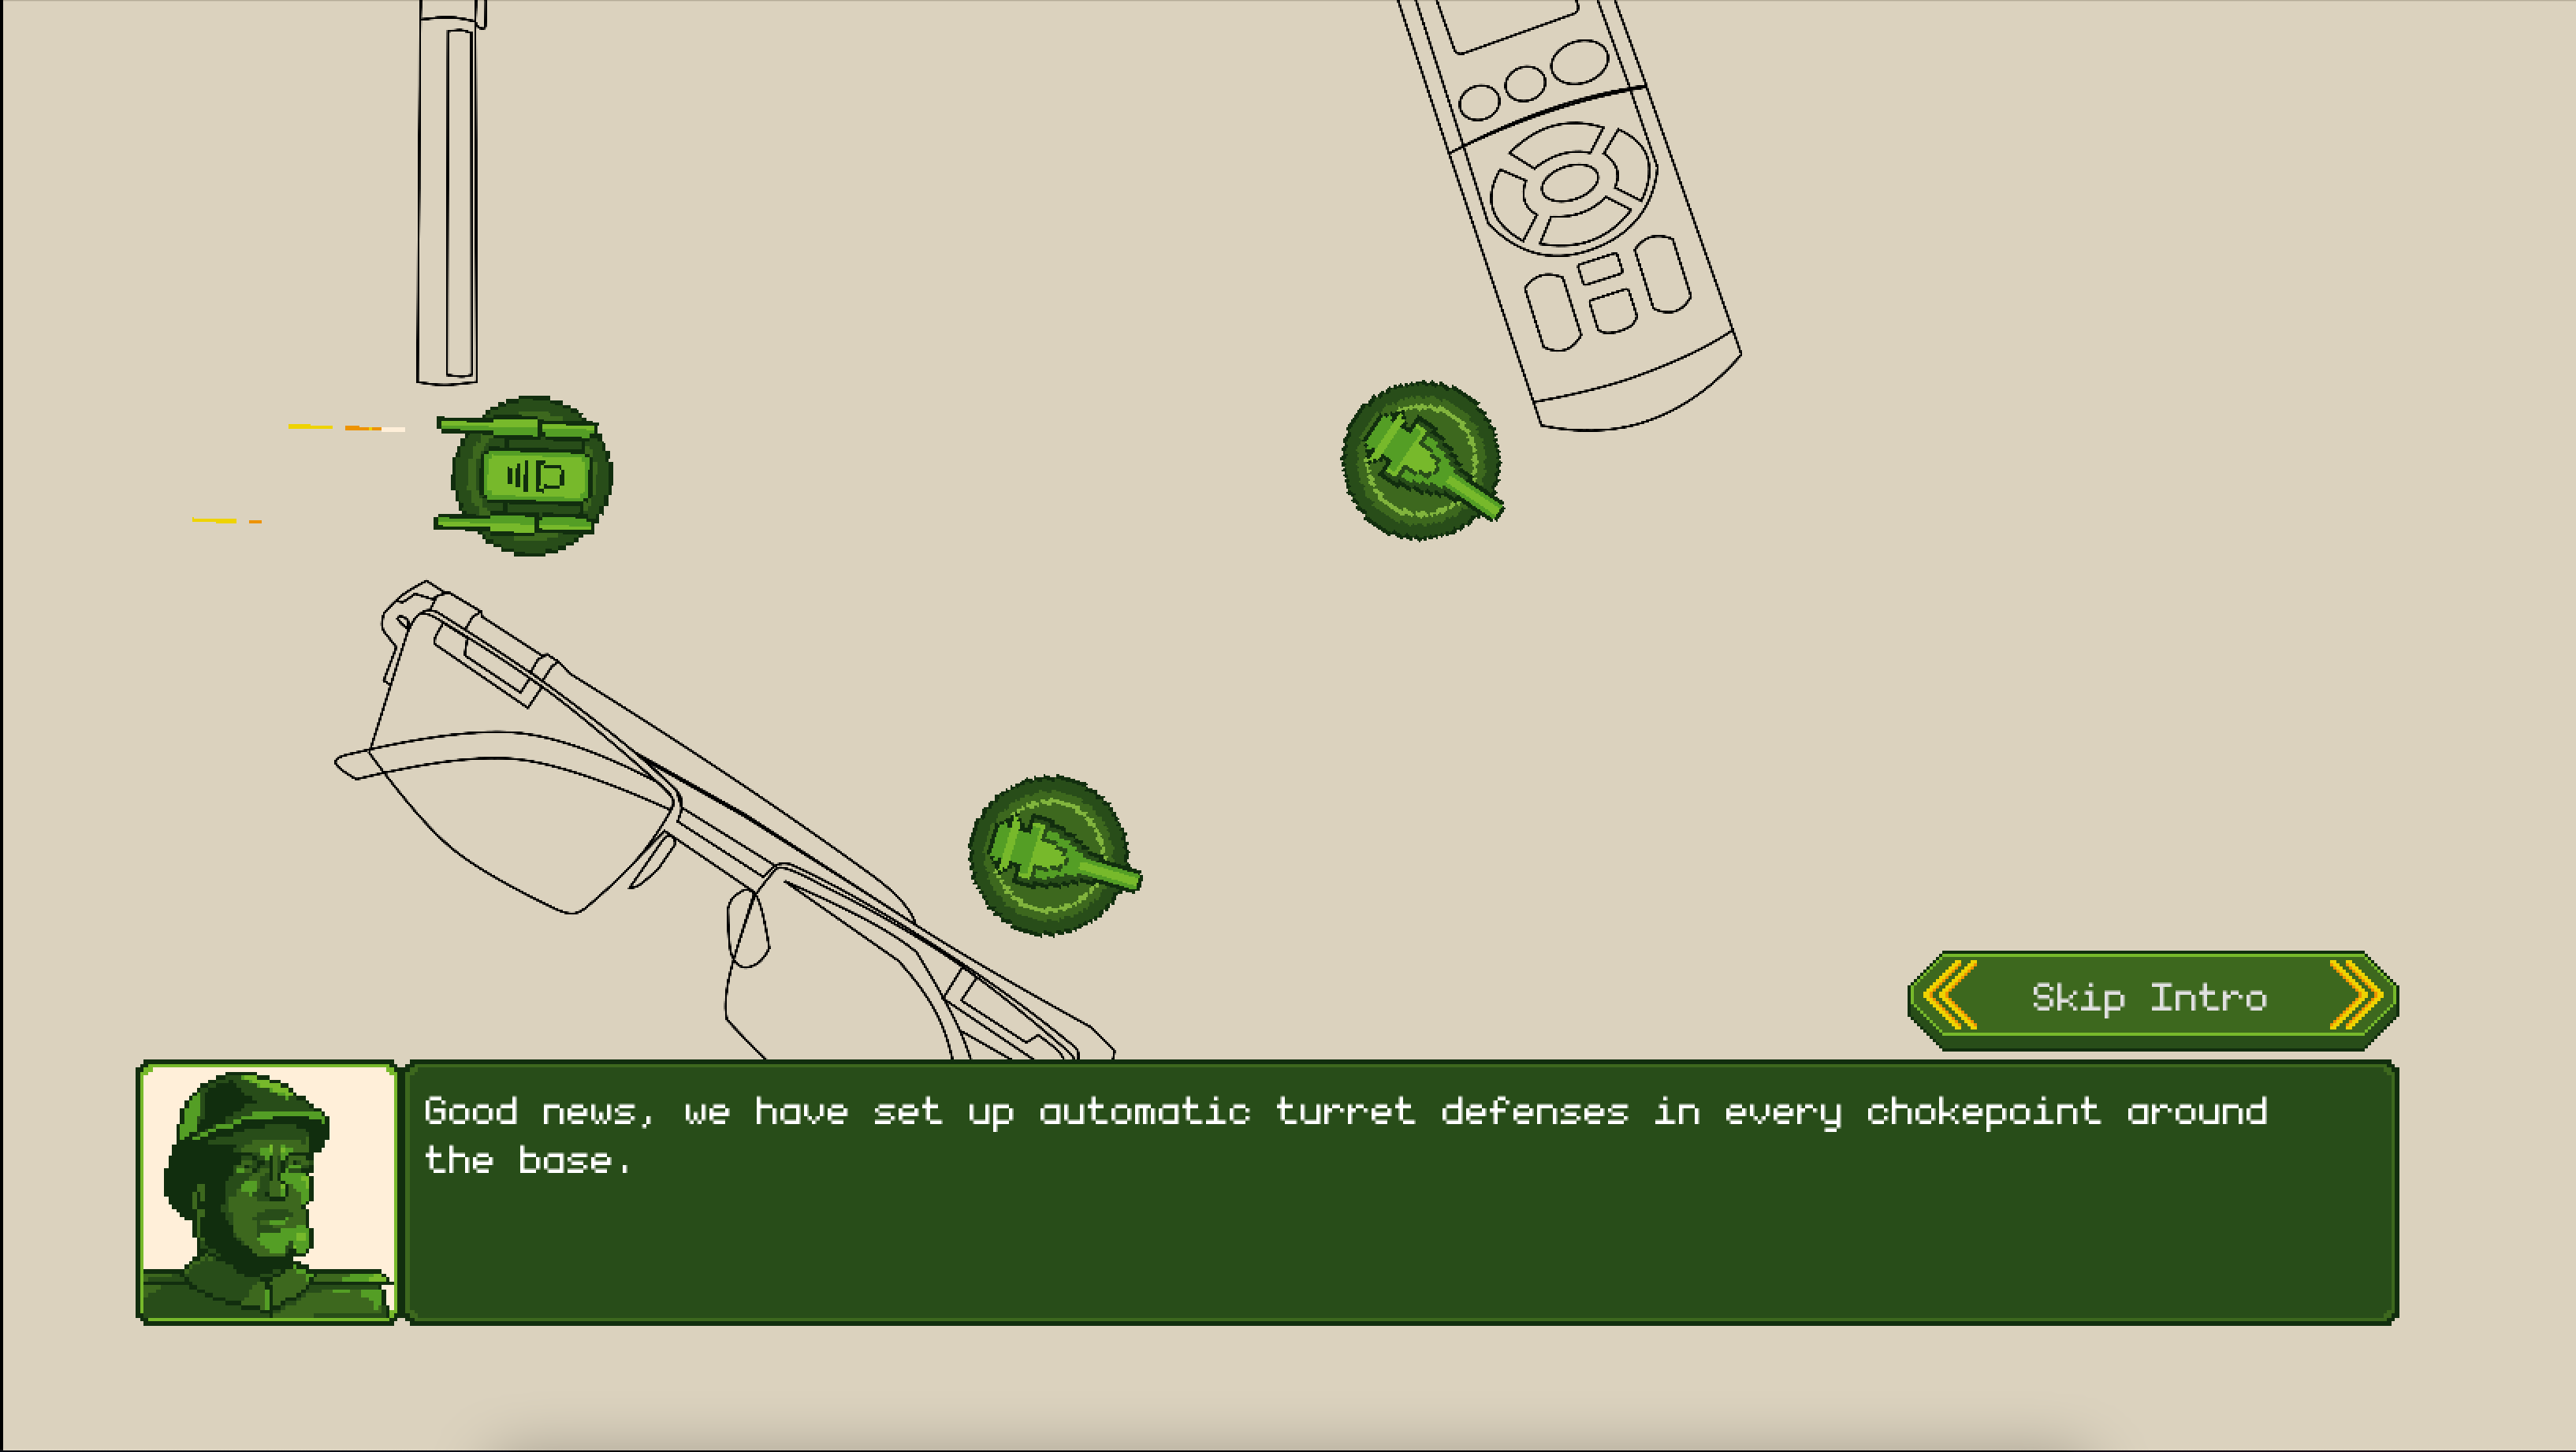 Skip Intro
Good news, we have set up automatic turret defenses in every chokepoint around
the base.